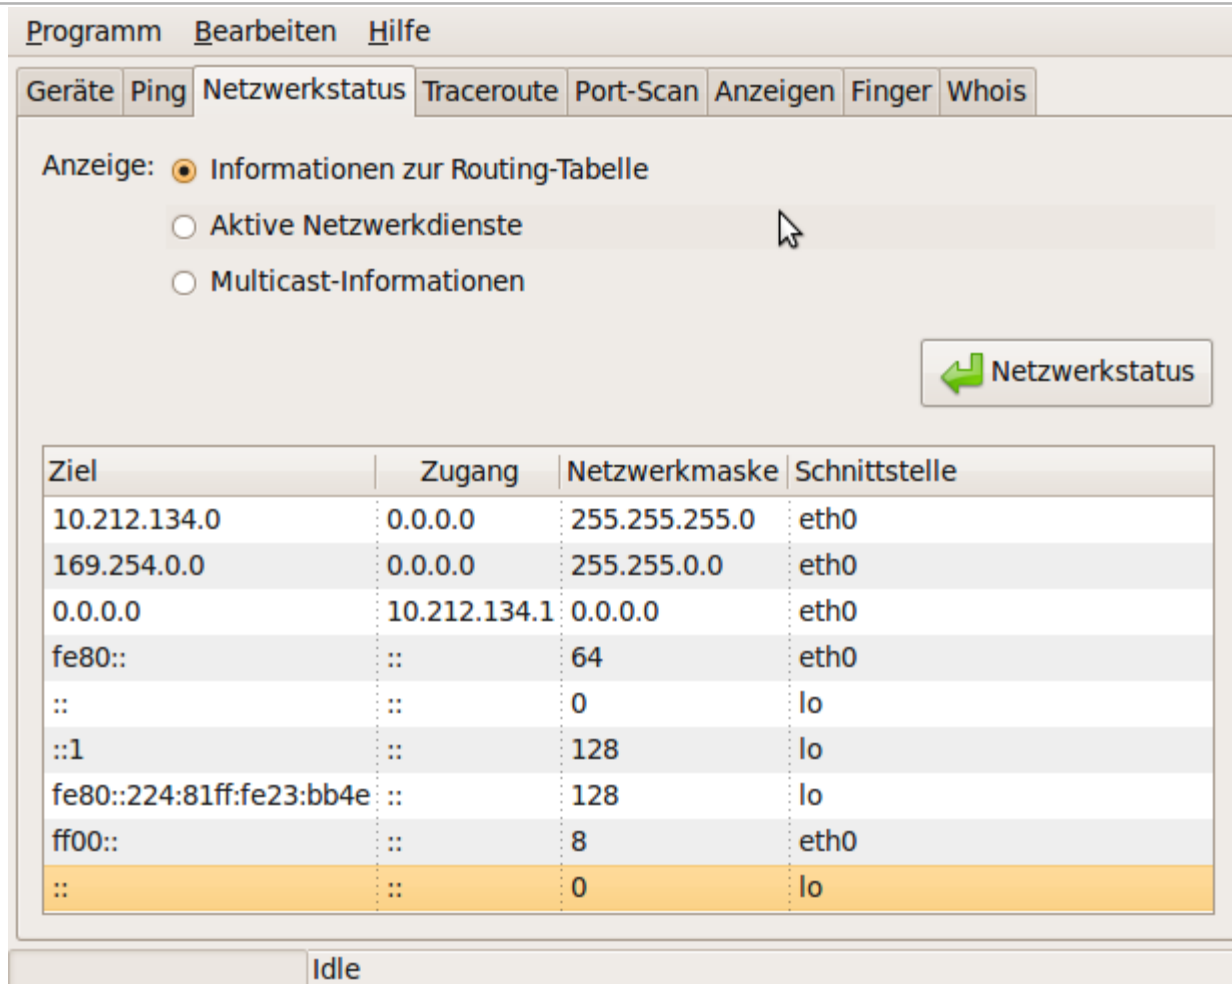 Programm Bearbeiten Hilfe
Geräte Ping Netzwerkstatus Traceroute Port-Scan Anzeigen Finger Whois
Anzeige: Informationen zur Routing-Tabelle
Aktive Netzwerkdienste
Multicast-Informationen
Netzwerkstatus
Ziel Zugang Netzwerkmaske Schnittstelle
10.212.134.0 0.0.0.0 255.255.255.0 eth0
169.254.0.0 0.0.0.0 255.255.0.0 eth0
0.0.0.0 10.212.134.1 0.0.0.0 eth0
fe80:: :: 64 eth0
:: :: 0 lo
::1 :: 128 lo
fe80::224:81ff:fe23:bb4e :: 128 lo
ff00:: :: 8 eth0
:: :: 0 lo
Idle